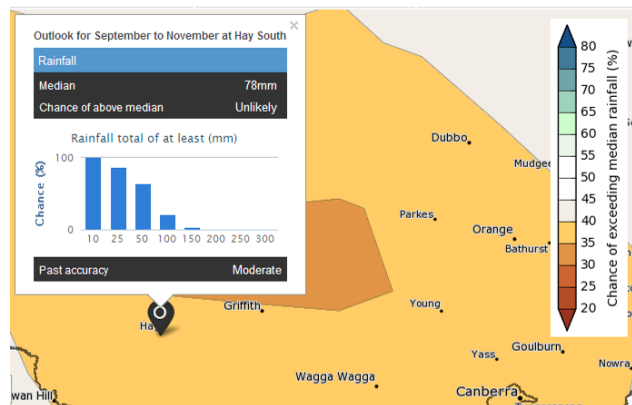 ×
Outlook for September to November at Hay South
Rainfall
Median 78mm
Chance of above median Unlikely
Rainfall total of at least (mm)
Chance (%)
100
0
10 25 50 100 150 200 250 300
Past accuracy Moderate
Dubbo
Mudgee
Parkes
Orange
Bathurst
Griffith
Young
Yass
Goulburn
Nowra
Wagga Wagga
Canberra
80
75
70
65
60
55
50
45
40
35
30
25
20
Chance of exceeding median rainfall (%)